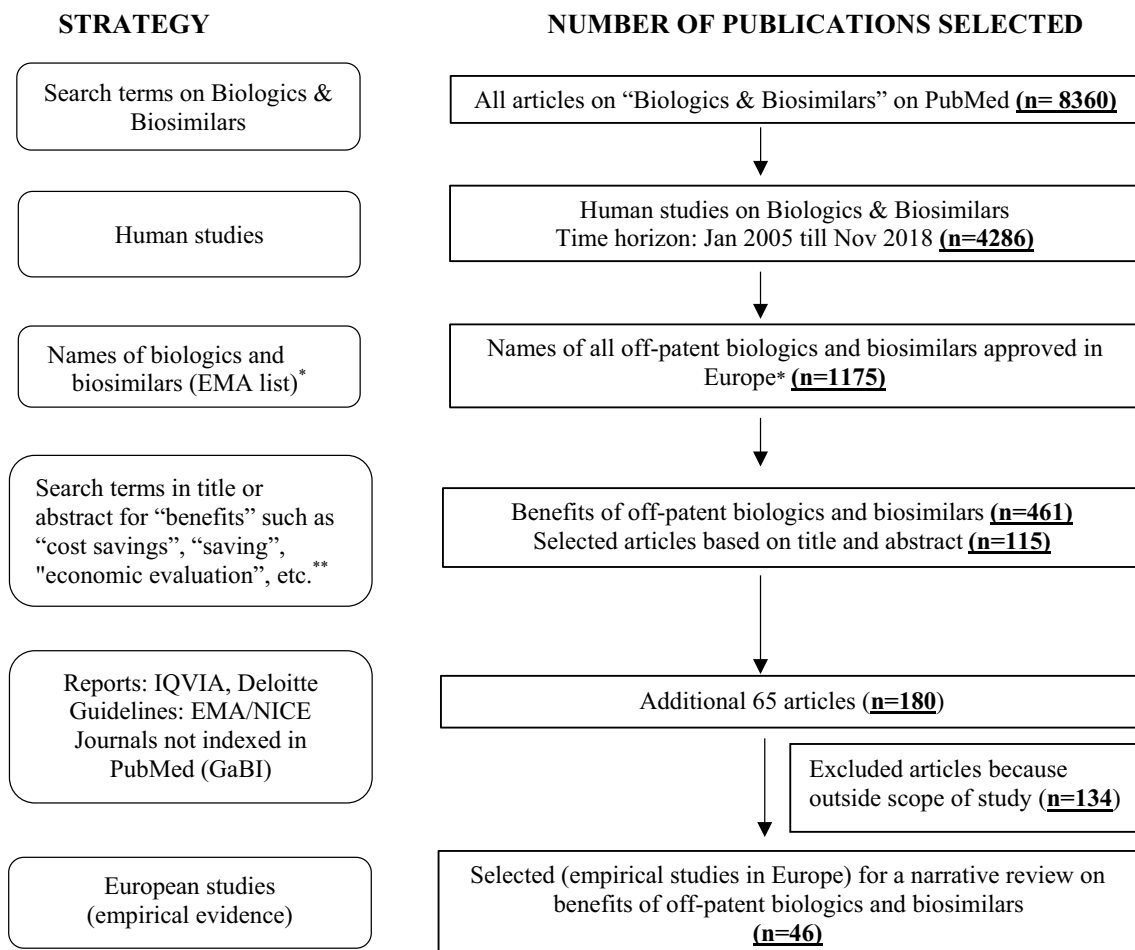 STRATEGY
NUMBER OF PUBLICATIONS SELECTED
Search terms on Biologics &
Biosimilars
All articles on “Biologics & Biosimilars” on PubMed (n= 8360)
Human studies
Human studies on Biologics & Biosimilars
Time horizon: Jan 2005 till Nov 2018 (n=4286)
Names of biologics and
biosimilars (EMA list)*
Names of all off-patent biologics and biosimilars approved in
Europe* (n=1175)
Search terms in title or
abstract for “benefits” such as
“cost savings”, “saving”,
"economic evaluation”, etc.**
Benefits of off-patent biologics and biosimilars (n=461)
Selected articles based on title and abstract (n=115)
Reports: IQVIA, Deloitte
Guidelines: EMA/NICE
Journals not indexed in
PubMed (GaBI)
Additional 65 articles (n=180)
Excluded articles because
outside scope of study (n=134)
European studies
(empirical evidence)
Selected (empirical studies in Europe) for a narrative review on
benefits of off-patent biologics and biosimilars
(n=46)